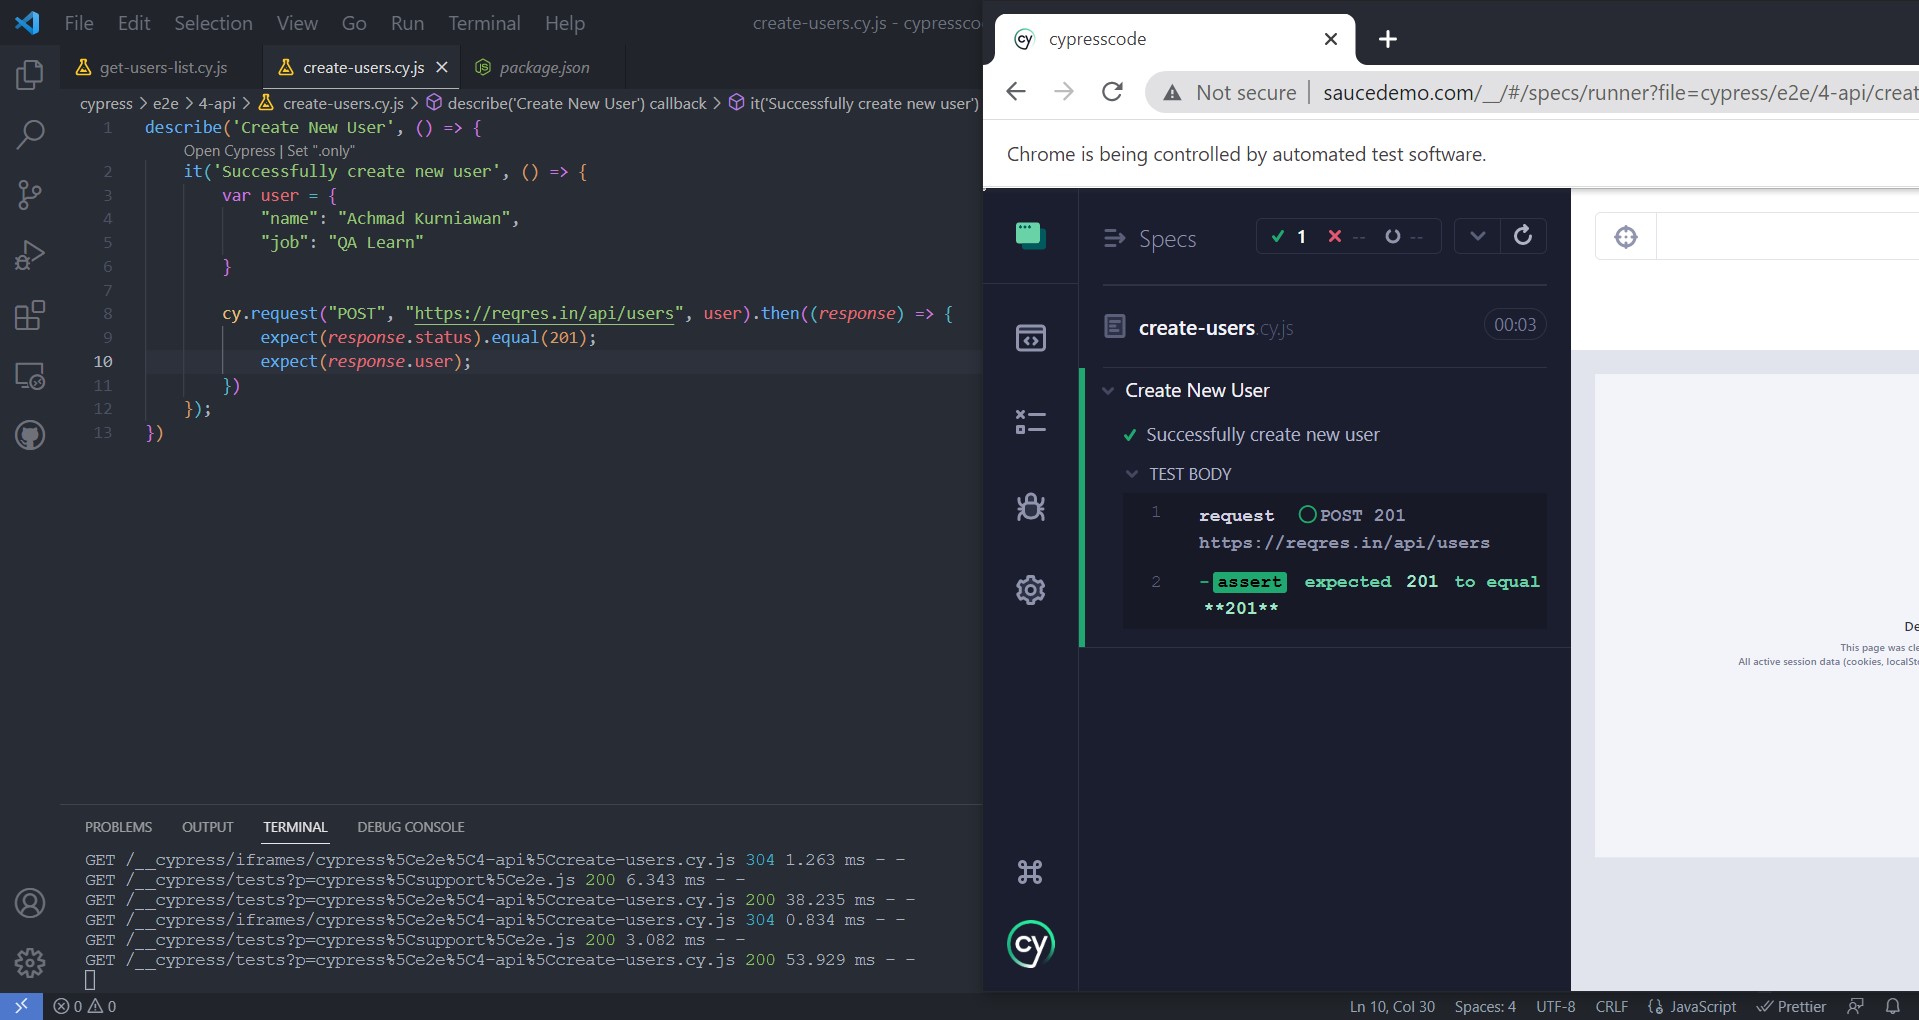 File Edit Selection View Go Run Terminal Help
create-users.cy.js - cypressco
get-users-list.cy.js
create-users.cy.js
package.json
cypress > e2e > 4-api > create-users.cy.js > describe('Create New User') callback > it('Successfully create new user')
1 describe('Create New User', () => {
Open Cypress | Set ".only"
2 it('Successfully create new user', () => {
3 var user = {
4 "name": "Achmad Kurniawan",
5 "job": "QA Learn"
6 }
7
8 cy.request("POST", "https://reqres.in/api/users", user).then((response) => {
9 expect(response.status).equal(201);
10 expect(response.user);
11 })
12 });
13 })
PROBLEMS OUTPUT TERMINAL DEBUG CONSOLE
GET /__cypress/iframes/cypress%5Ce2e%5C4-api%5Ccreate-users.cy.js 304 1.263 ms - -
GET /__cypress/tests?p=cypress%5Csupport%5Ce2e.js 200 6.343 ms - -
GET /__cypress/tests?p=cypress%5Ce2e%5C4-api%5Ccreate-users.cy.js 200 38.235 ms - -
GET /__cypress/iframes/cypress%5Ce2e%5C4-api%5Ccreate-users.cy.js 304 0.834 ms - -
GET /__cypress/tests?p=cypress%5Csupport%5Ce2e.js 200 3.082 ms - -
GET /__cypress/tests?p=cypress%5Ce2e%5C4-api%5Ccreate-users.cy.js 200 53.929 ms - -
cy cypresscode
Not secure | saucedemo.com/__/#/specs/runner?file=cypress/e2e/4-api/creat
Chrome is being controlled by automated test software.
Specs 1 -- --
create-users.cy.js 00:03
Create New User
Successfully create new user
TEST BODY
1 request POST 201
https://reqres.in/api/users
2 -assert expected 201 to equal
**201**
cy
De
This page was cle
All active session data (cookies, localSto
0 0 Ln 10, Col 30 Spaces: 4 UTF-8 CRLF JavaScript Prettier